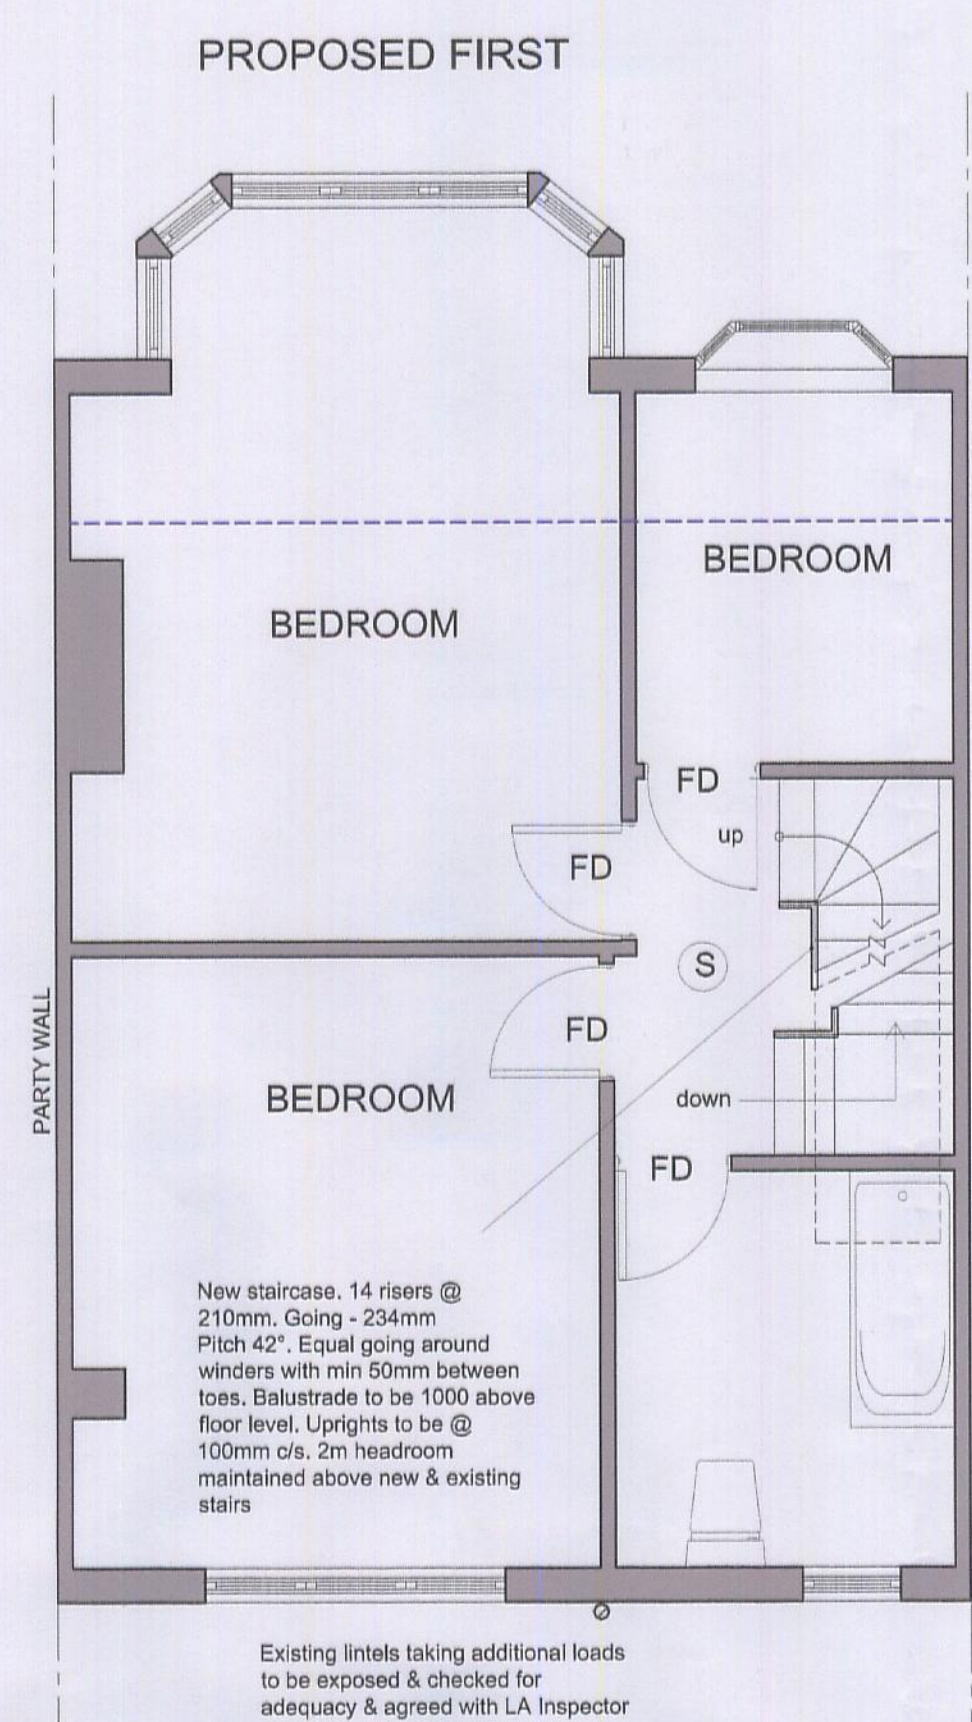 PROPOSED FIRST
BEDROOM
BEDROOM
FD
up
FD
S
FD
PARTY WALL
BEDROOM
down
FD
New staircase. 14 risers @
210mm. Going - 234mm
Pitch 42°. Equal going around
winders with min 50mm between
toes. Balustrade to be 1000 above
floor level. Uprights to be @
100mm c/s. 2m headroom
maintained above new & existing
stairs
Existing lintels taking additional loads
to be exposed & checked for
adequacy & agreed with LA Inspector